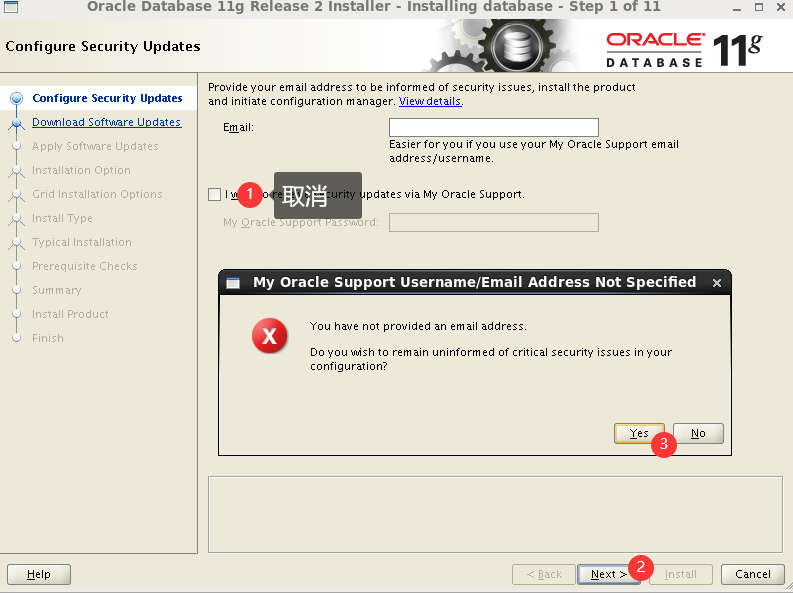 Oracle Database 11g Release 2 Installer - Installing database - Step 1 of 11
Configure Security Updates
ORACLE
DATABASE
11g
Configure Security Updates
Download Software Updates
Apply Software Updates
Installation Option
Grid Installation Options
Install Type
Typical Installation
Prerequisite Checks
Summary
Install Product
Finish
Provide your email address to be informed of security issues, install the product
and initiate configuration manager. View details.
Email:
Easier for you if you use your My Oracle Support email
address/username.
I updates via My Oracle Support.
1
取消
My Oracle Support Password:
My Oracle Support Username/Email Address Not Specified
You have not provided an email address.
Do you wish to remain uninformed of critical security issues in your
configuration?
Yes
No
3
Help
< Back
Next >
2
Install
Cancel